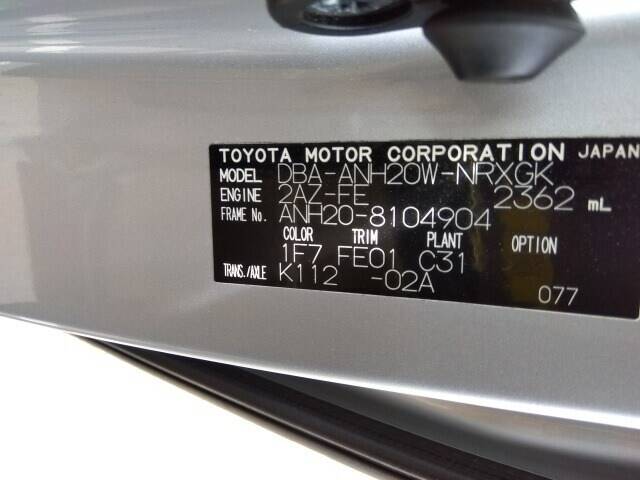 TOYOTA MOTOR CORPORATION JAPAN
MODEL DBA-ANH20W-NRXGK
ENGINE 2AZ-FE 2362 mL
FRAME No. ANH20-8104904
COLOR TRIM PLANT OPTION
1F7 FE01 C31
TRANS./AXLE K112 -02A
077